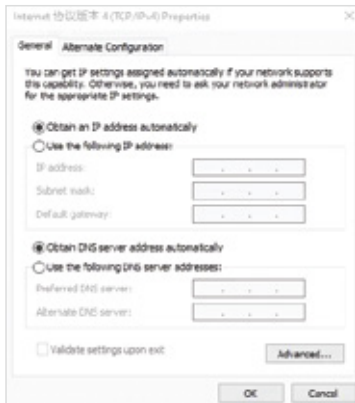 Internet 协议版本 4 (TCP/IPv4) Properties
General
Alternate Configuration
You can get IP settings assigned automatically if your network supports
this capability. Otherwise, you need to ask your network administrator
for the appropriate IP settings.
Obtain an IP address automatically
Use the following IP address:
IP address:
Subnet mask:
Default gateway:
Obtain DNS server address automatically
Use the following DNS server addresses:
Preferred DNS server:
Alternate DNS server:
Validate settings upon exit
Advanced...
OK
Cancel